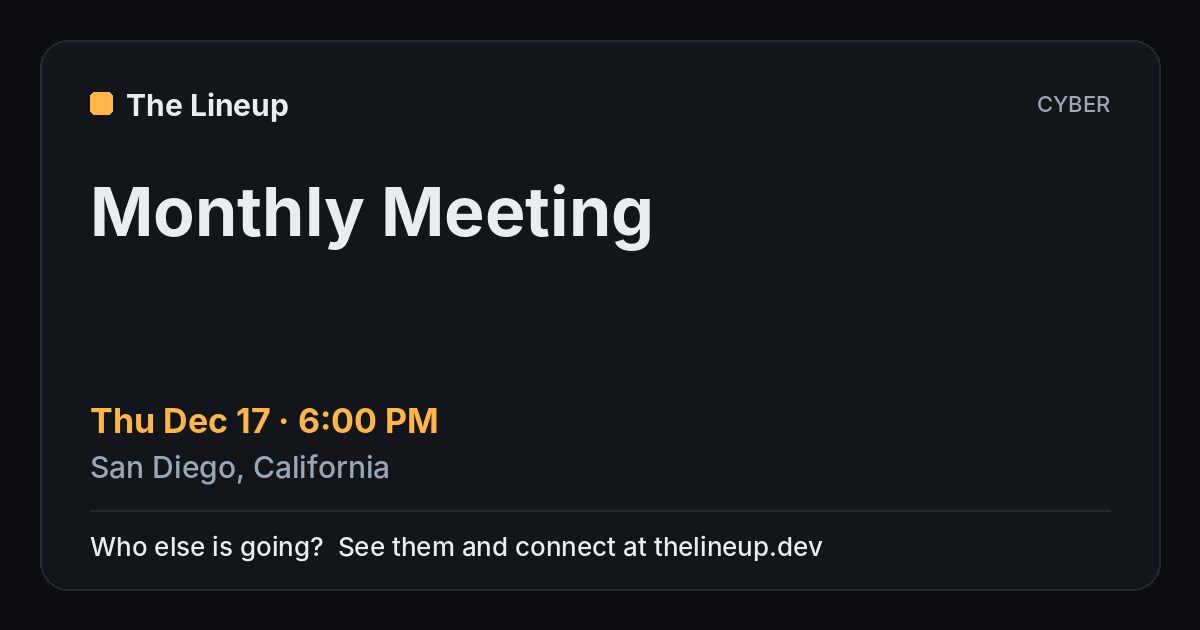 The Lineup
CYBER
Monthly Meeting
Thu Dec 17 · 6:00 PM
San Diego, California
Who else is going? See them and connect at thelineup.dev